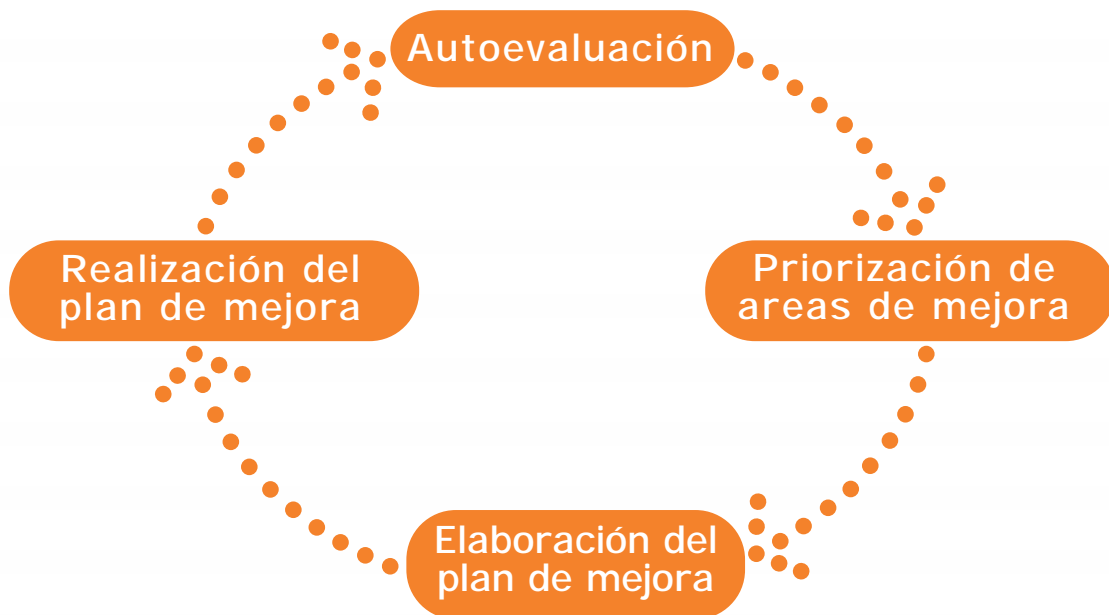 Autoevaluación
Priorización de
areas de mejora
Elaboración del
plan de mejora
Realización del
plan de mejora